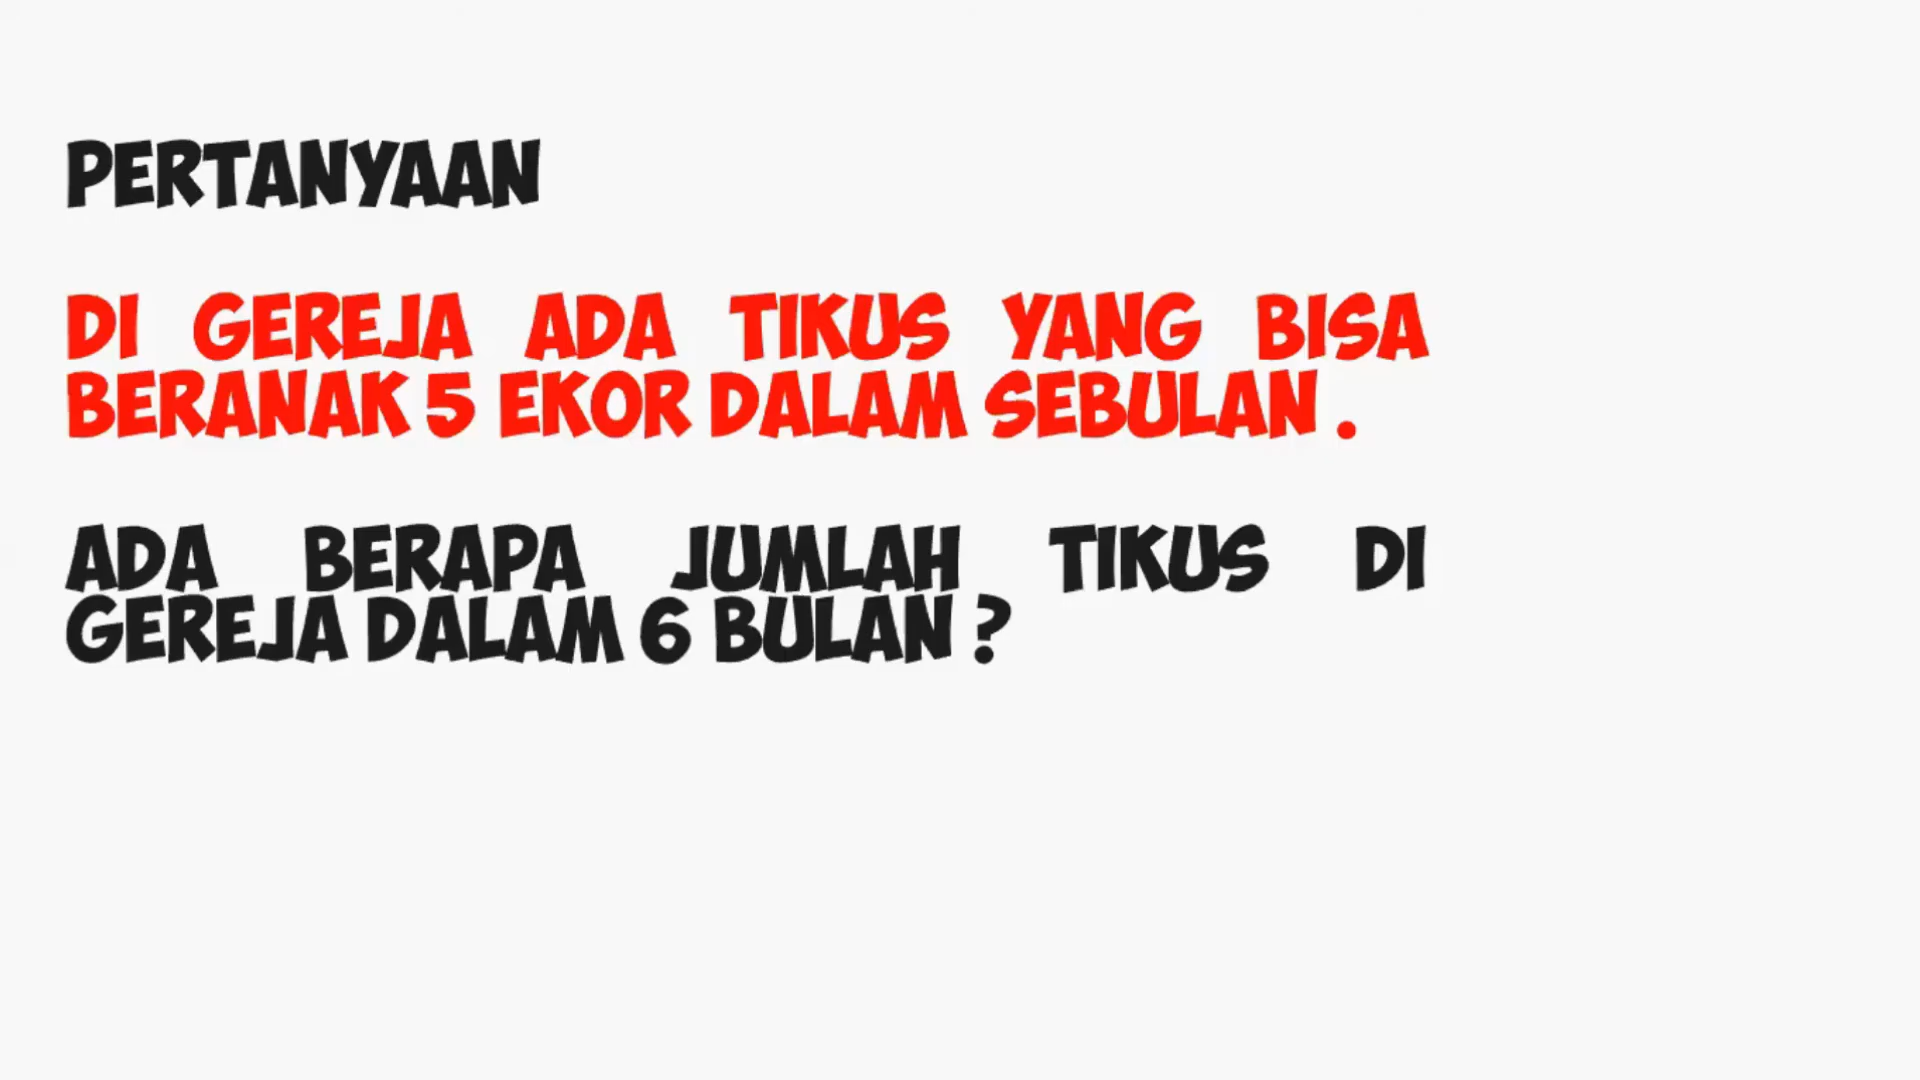 PERTANYAAN
DI GEREJA ADA TIKUS YANG BISA
BERANAK 5 EKOR DALAM SEBULAN .
ADA BERAPA JUMLAH TIKUS DI
GEREJA DALAM 6 BULAN ?